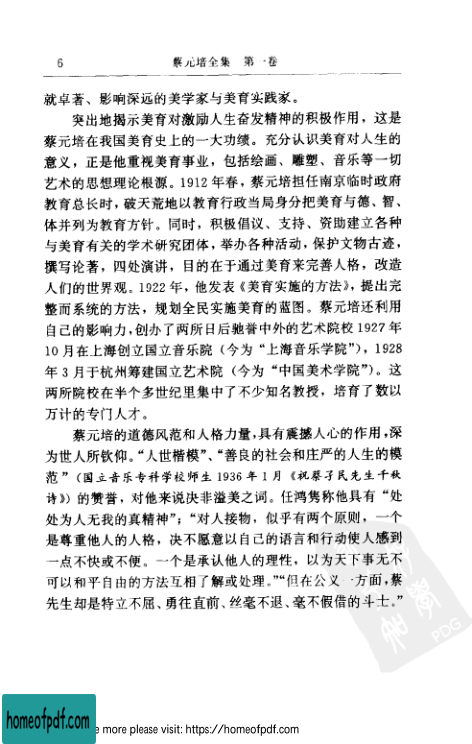 6
蔡元培全集 第一卷
就卓著、影响深远的美学家与美育实践家。
突出地揭示美育对激励人生奋发精神的积极作用，这是
蔡元培在我国美育史上的一大功绩。充分认识美育对人生的
意义，正是他重视美育事业，包括绘画、雕塑、音乐等一切
艺术的思想理论根源。1912 年春，蔡元培担任南京临时政府
教育总长时，破天荒地以教育行政当局身分把美育与德、智、
体并列为教育方针。同时，积极倡议、支持、资助建立各种
与美育有关的学术研究团体，举办各种活动，保护文物古迹，
撰写论著，四处演讲，目的在于通过美育来完善人格，改造
人们的世界观。1922 年，他发表《美育实施的方法》，提出完
整而系统的方法，规划全民实施美育的蓝图。蔡元培还利用
自己的影响力，创办了两所日后驰誉中外的艺术院校 1927 年
10 月在上海创立国立音乐院（今为“上海音乐学院”），1928
年 3 月于杭州筹建国立艺术院（今为“中国美术学院”）。这
两所院校在半个多世纪里集中了不少知名教授，培育了数以
万计的专门人才。
蔡元培的道德风范和人格力量，具有震撼人心的作用，深
为世人所钦仰。“人世楷模”、“善良的社会和庄严的人生的模
范”（国立音乐专科学校师生 1936 年 1 月《祝蔡孑民先生千秋
诗》）的赞誉，对他来说决非溢美之词。任鸿隽称他具有“处
处为人无我的真精神”；“对人接物，似乎有两个原则，一个
是尊重他人的人格，决不愿意以自己的语言和行动使人感到
一点不快或不便。一个是承认他人的理性，以为天下事无不
可以和平自由的方法互相了解或处理。”“但在公义一方面，蔡
先生却是特立不屈、勇往直前、丝毫不退、毫不假借的斗士。”
PDG
homeofpdf.com
e more please visit: https://homeofpdf.com